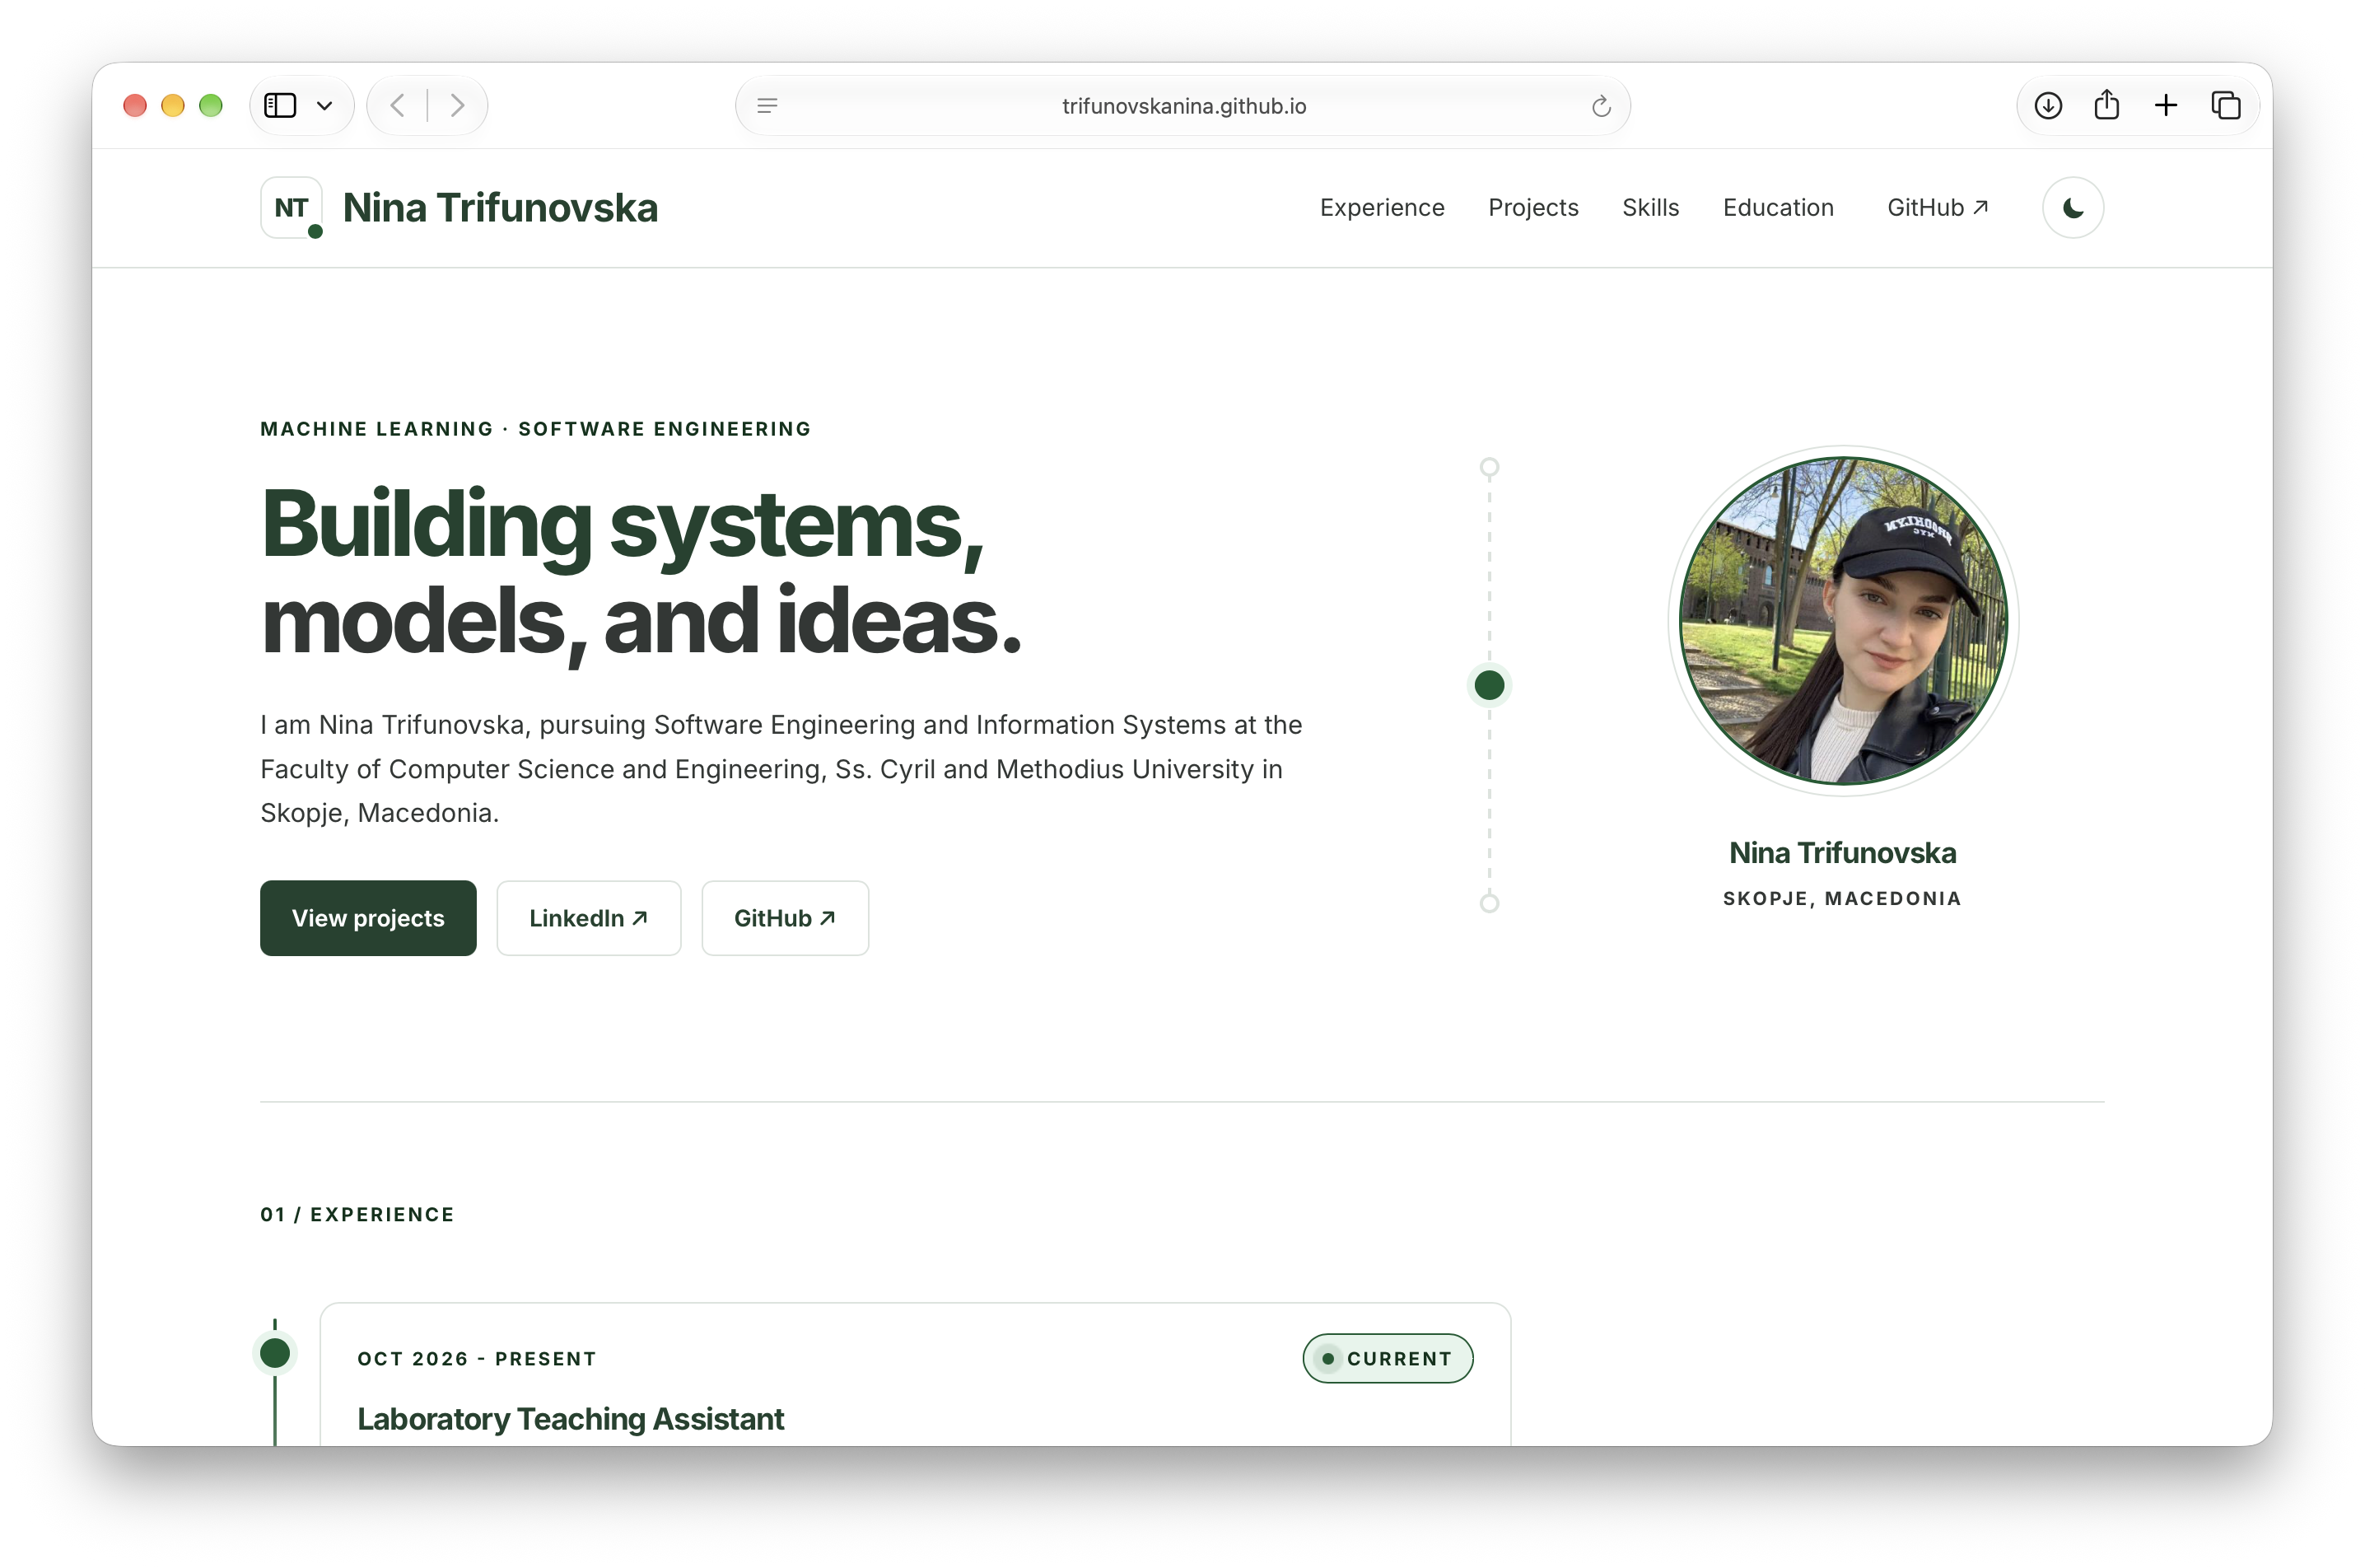 trifunovskanina.github.io
NT
Nina Trifunovska
Experience
Projects
Skills
Education
GitHub ↗
MACHINE LEARNING · SOFTWARE ENGINEERING
Building systems,
models, and ideas.
I am Nina Trifunovska, pursuing Software Engineering and Information Systems at the
Faculty of Computer Science and Engineering, Ss. Cyril and Methodius University in
Skopje, Macedonia.
View projects
LinkedIn ↗
GitHub ↗
BROOKLYN
NYC
Nina Trifunovska
SKOPJE, MACEDONIA
01 / EXPERIENCE
OCT 2026 - PRESENT
CURRENT
Laboratory Teaching Assistant